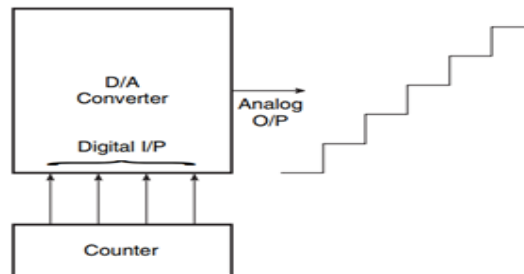 D/A
Converter
Analog
O/P
Digital I/P
Counter